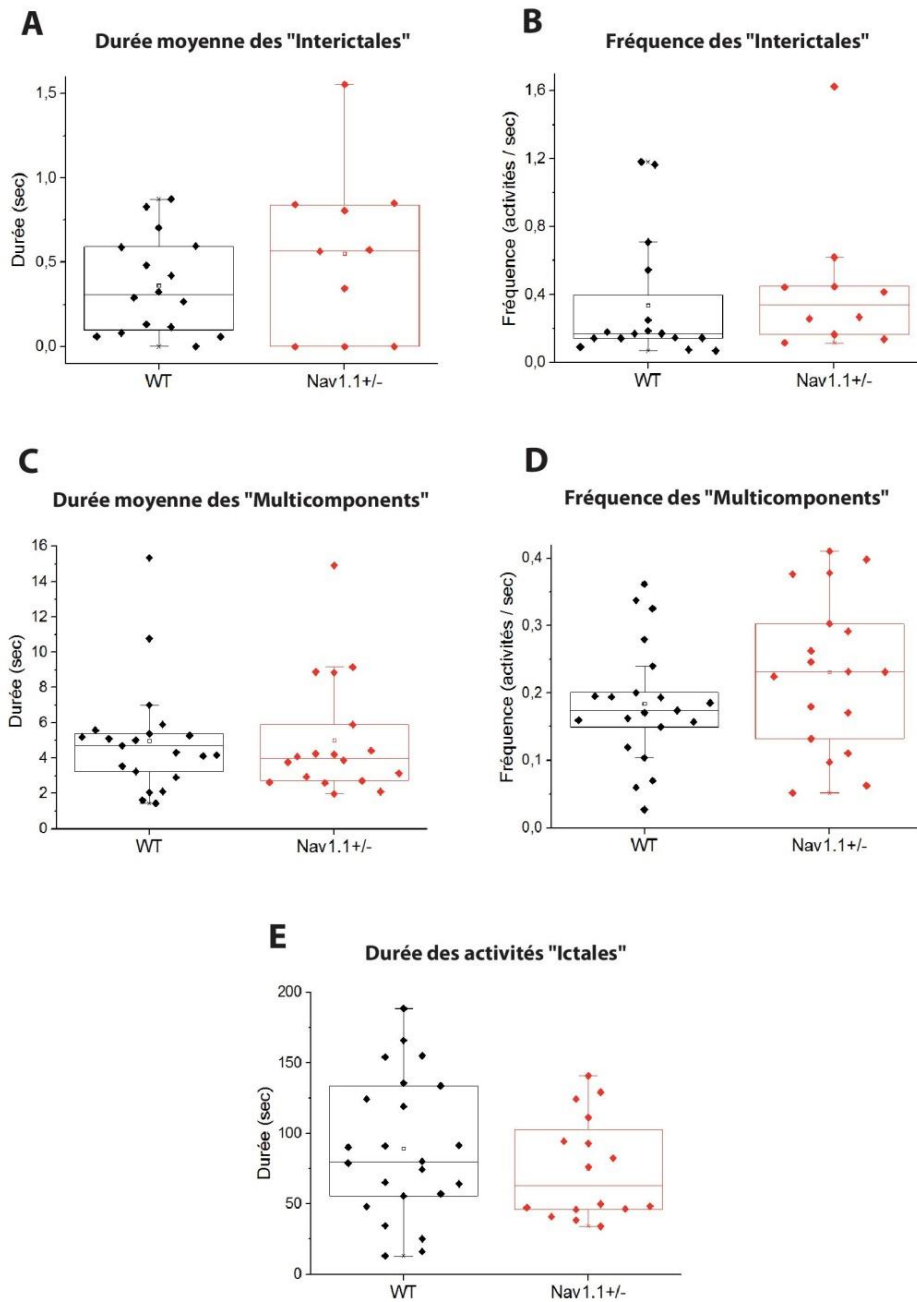 A
Durée moyenne des "Interictales"
Durée (sec)
1,5
1,0
0,5
0,0
WT
Nav1.1+/-
B
Fréquence des "Interictales"
Fréquence (activités / sec)
1,6
1,2
0,8
0,4
0,0
WT
Nav1.1+/-
C
Durée moyenne des "Multicomponents"
Durée (sec)
16
14
12
10
8
6
4
2
0
WT
Nav1.1+/-
D
Fréquence des "Multicomponents"
Fréquence (activités / sec)
0,4
0,3
0,2
0,1
0,0
WT
Nav1.1+/-
E
Durée des activités "Ictales"
Durée (sec)
200
150
100
50
0
WT
Nav1.1+/-